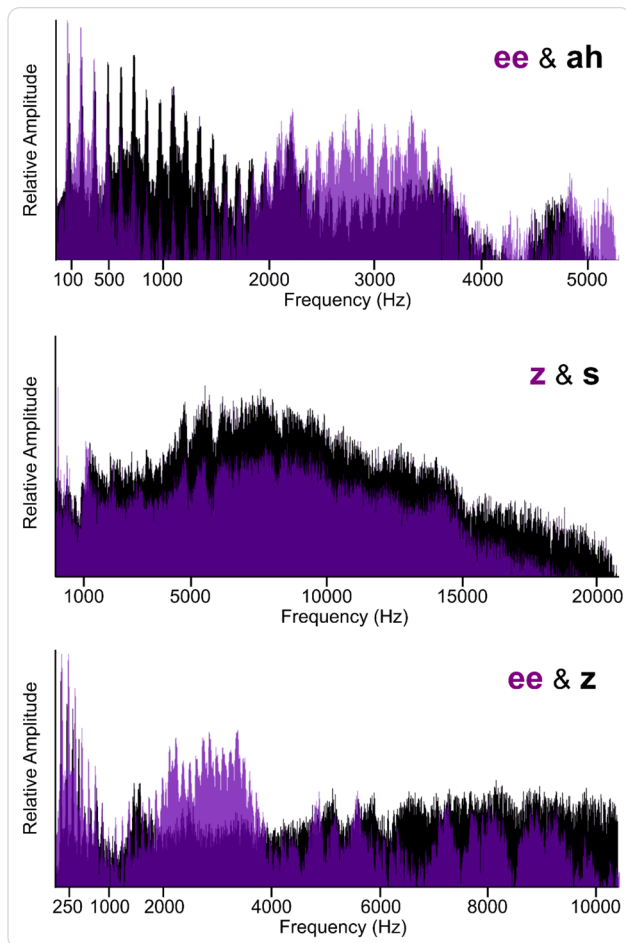 ee & ah
Relative Amplitude
100 500 1000 2000 3000 4000 5000
Frequency (Hz)
z & s
Relative Amplitude
1000 5000 10000 15000 20000
Frequency (Hz)
ee & z
Relative Amplitude
250 1000 2000 4000 6000 8000 10000
Frequency (Hz)